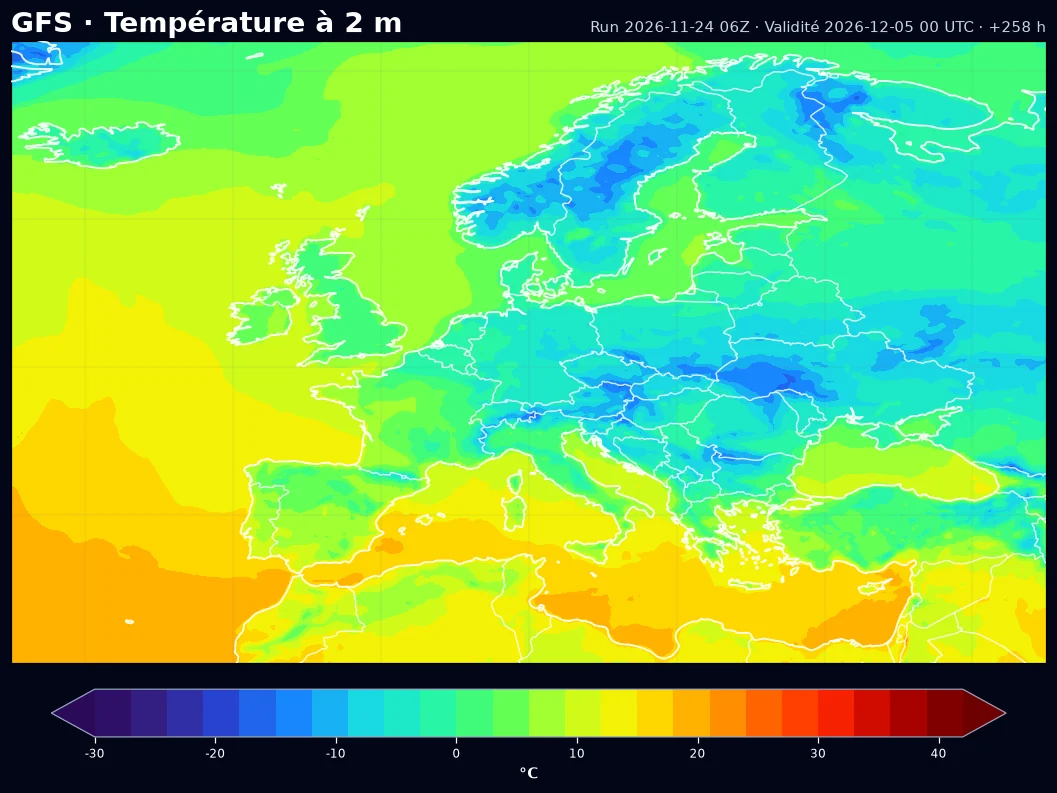 GFS · Température à 2 m
Run 2026-11-24 06Z · Validité 2026-12-05 00 UTC · +258 h
-30 -20 -10 0 10 20 30 40
°C